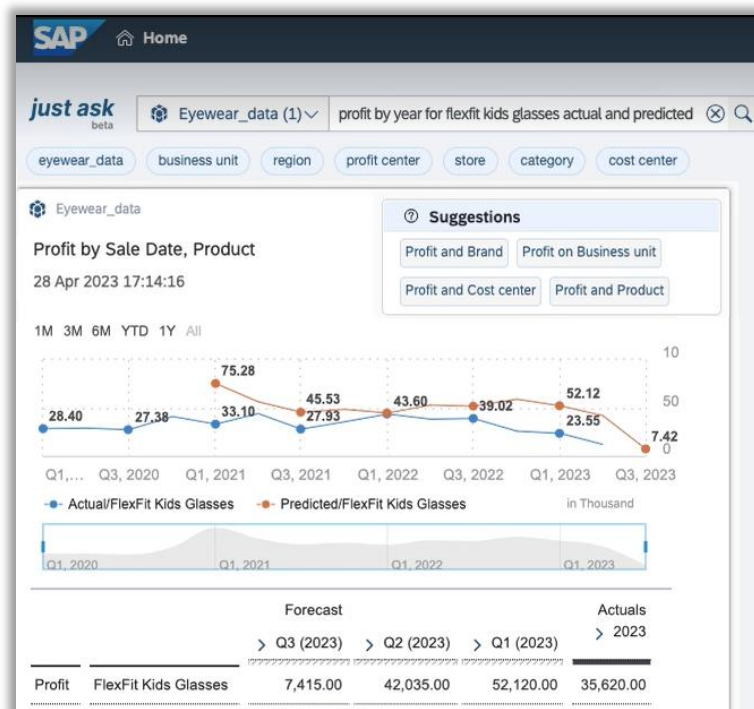 SAP Home
just ask
beta
Eyewear_data (1) profit by year for flexfit kids glasses actual and predicted
eyewear_data business unit region profit center store category cost center
Eyewear_data
Suggestions
Profit and Brand Profit on Business unit
Profit and Cost center Profit and Product
Profit by Sale Date, Product
28 Apr 2023 17:14:16
1M 3M 6M YTD 1Y All
10
75.28
45.53 43.60 52.12
50
28.40 27.38 33.10 27.93 39.02 23.55
7.42
0
Q1,... Q3, 2020 Q1, 2021 Q3, 2021 Q1, 2022 Q3, 2022 Q1, 2023 Q3, 2023
Actual/FlexFit Kids Glasses Predicted/FlexFit Kids Glasses in Thousand
Q1, 2020 Q1, 2021 Q1, 2022 Q1, 2023
Forecast Actuals
Q3 (2023) Q2 (2023) Q1 (2023) 2023
Profit FlexFit Kids Glasses 7,415.00 42,035.00 52,120.00 35,620.00